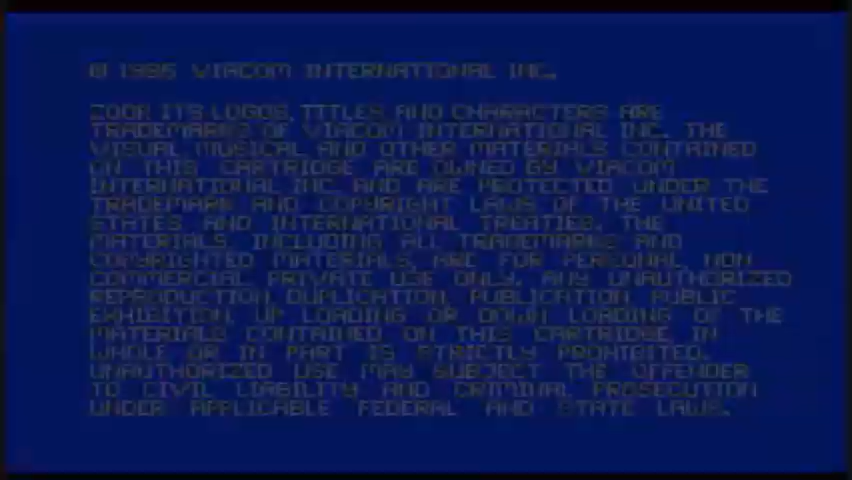 © 1995 VIACOM INTERNATIONAL INC.
ZOOP, ITS LOGOS, TITLES AND CHARACTERS ARE
TRADEMARKS OF VIACOM INTERNATIONAL INC. THE
VISUAL MUSICAL AND OTHER MATERIALS CONTAINED
ON THIS CARTRIDGE ARE OWNED BY VIACOM
INTERNATIONAL INC. AND ARE PROTECTED UNDER THE
TRADEMARK AND COPYRIGHT LAWS OF THE UNITED
STATES AND INTERNATIONAL TREATIES. THE
MATERIALS, INCLUDING ALL TRADEMARKS AND
COPYRIGHTED MATERIALS, ARE FOR PERSONAL, NON
COMMERCIAL PRIVATE USE ONLY. ANY UNAUTHORIZED
REPRODUCTION, DUPLICATION, PUBLICATION, PUBLIC
EXHIBITION, UP LOADING OR DOWN LOADING OF THE
MATERIALS CONTAINED ON THIS CARTRIDGE, IN
WHOLE OR IN PART IS STRICTLY PROHIBITED.
UNAUTHORIZED USE MAY SUBJECT THE OFFENDER
TO CIVIL LIABILITY AND CRIMINAL PROSECUTION
UNDER APPLICABLE FEDERAL AND STATE LAWS.